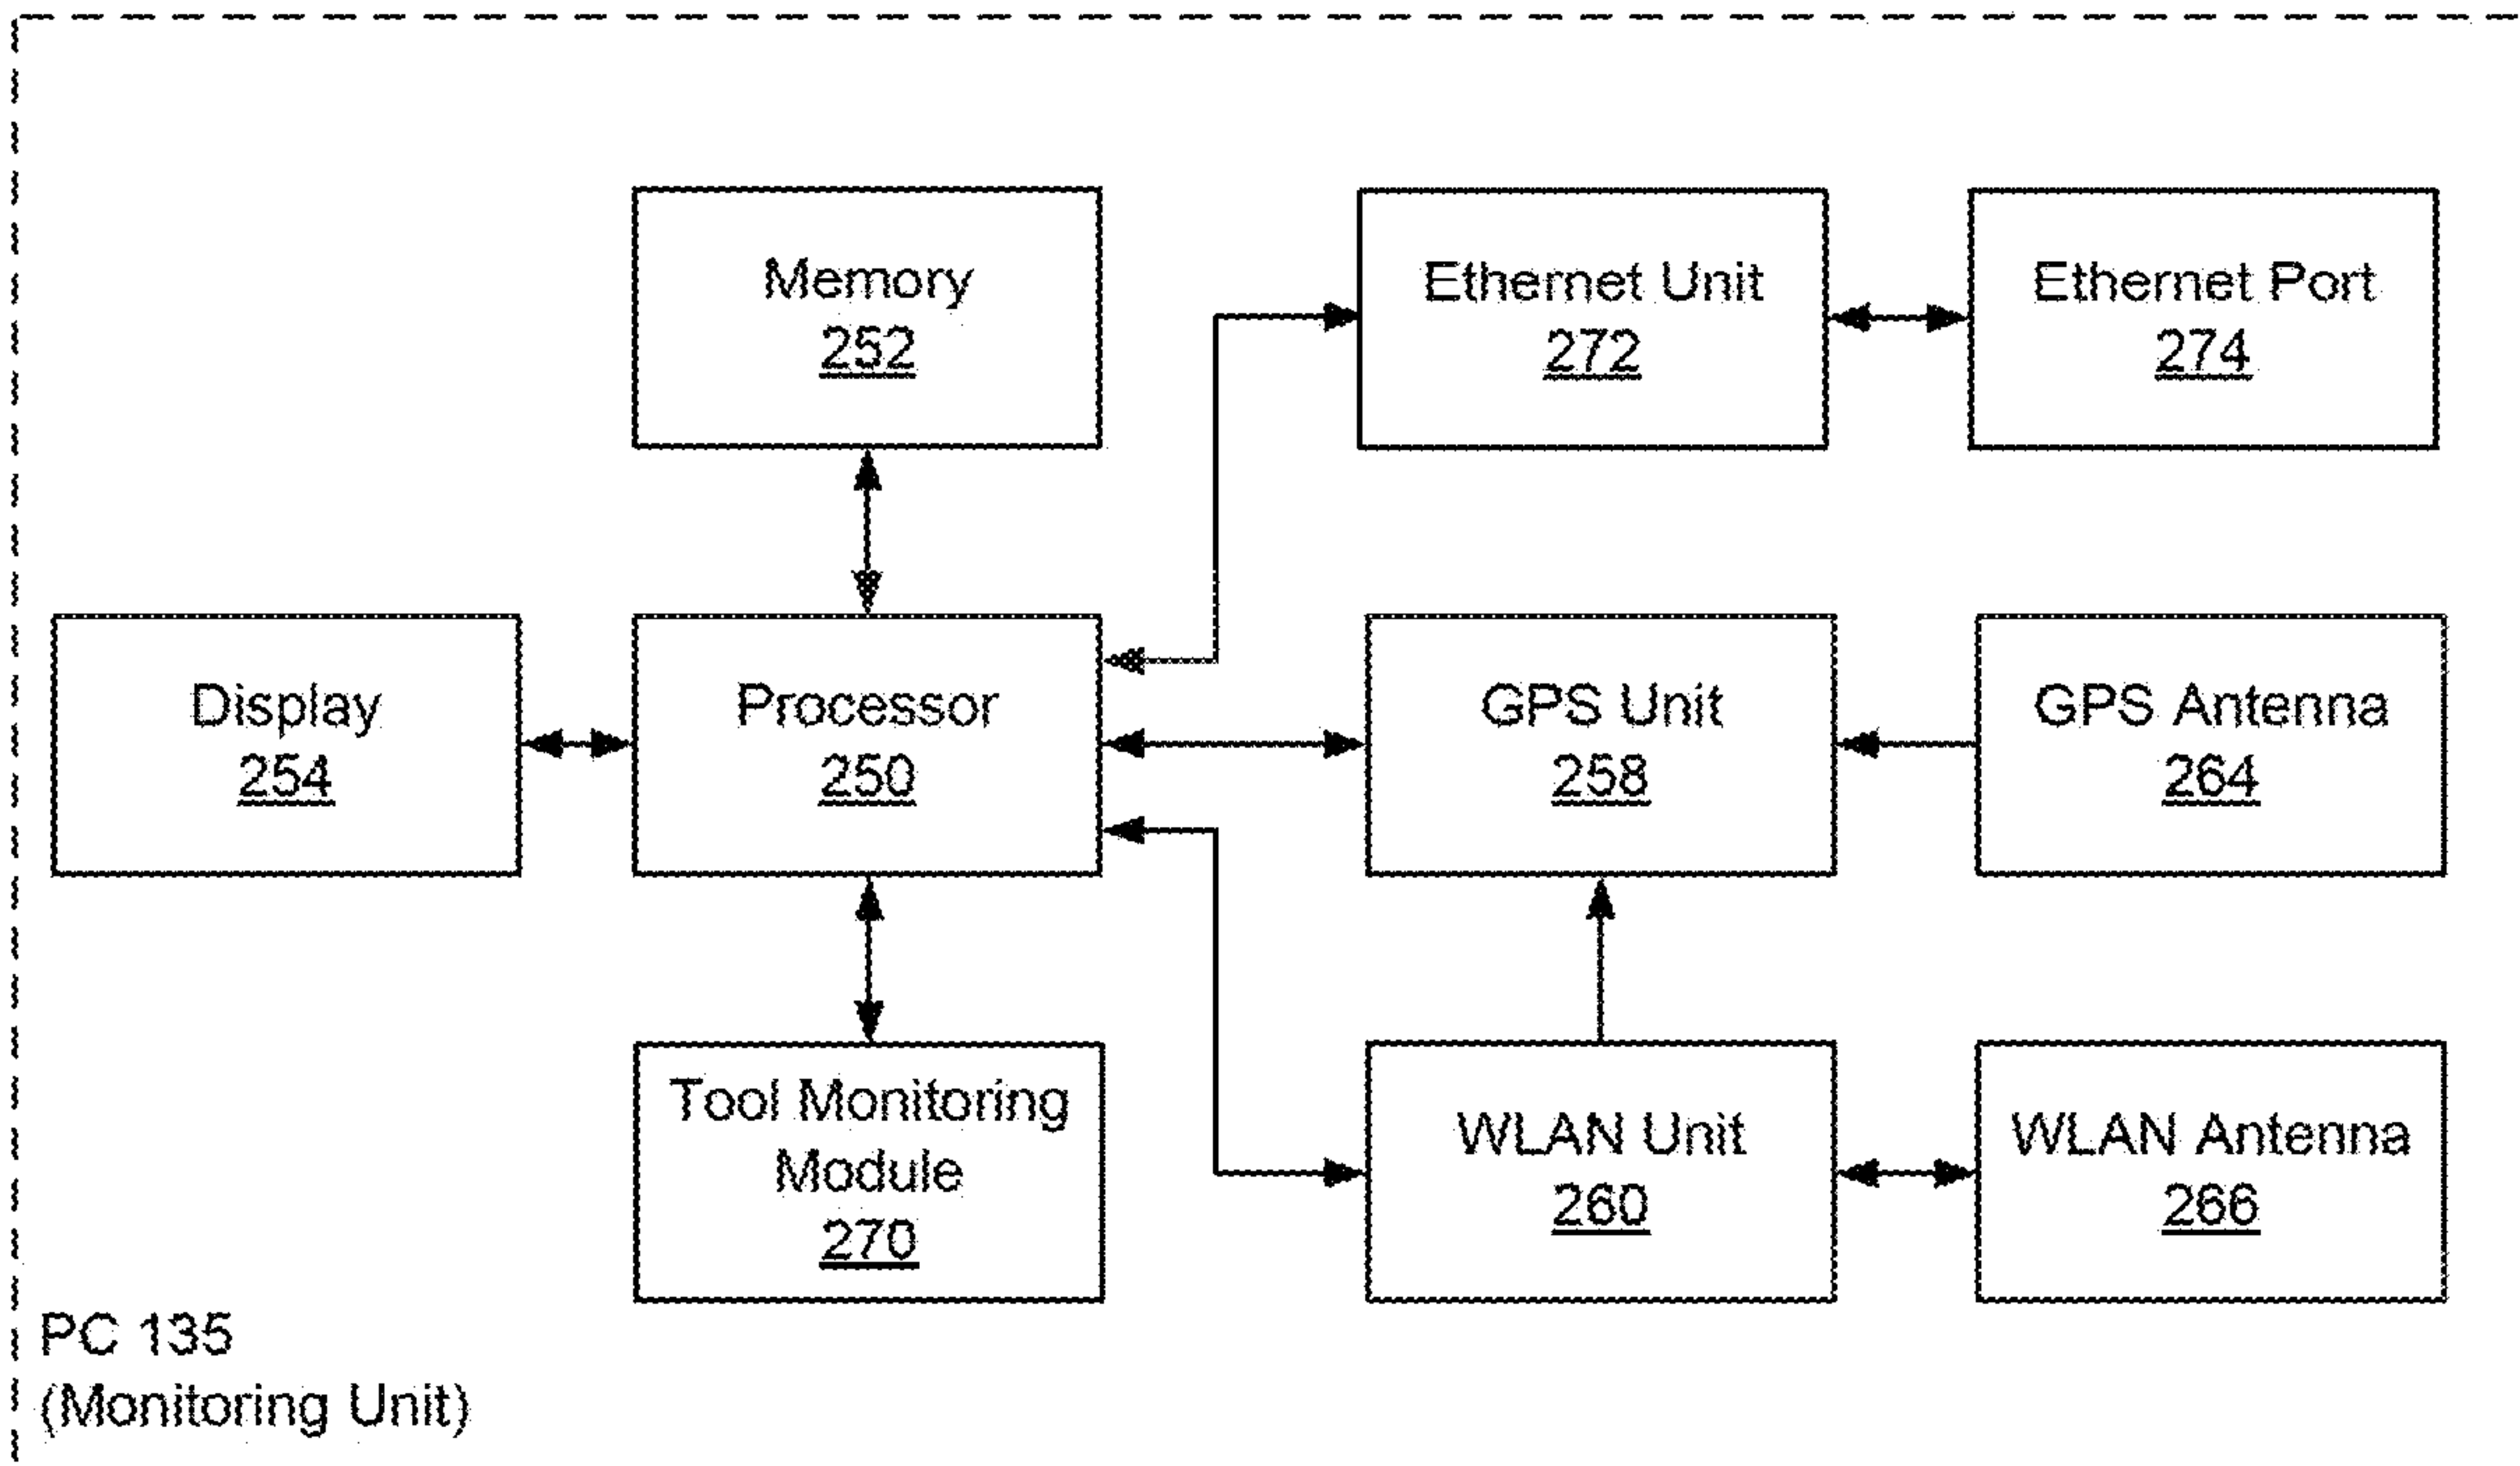 Memory
252
Ethernet Unit
272
Ethernet Port
274
Display
254
Processor
250
GPS Unit
258
GPS Antenna
264
Tool Monitoring
Module
270
WLAN Unit
260
WLAN Antenna
266
PC 135
(Monitoring Unit)